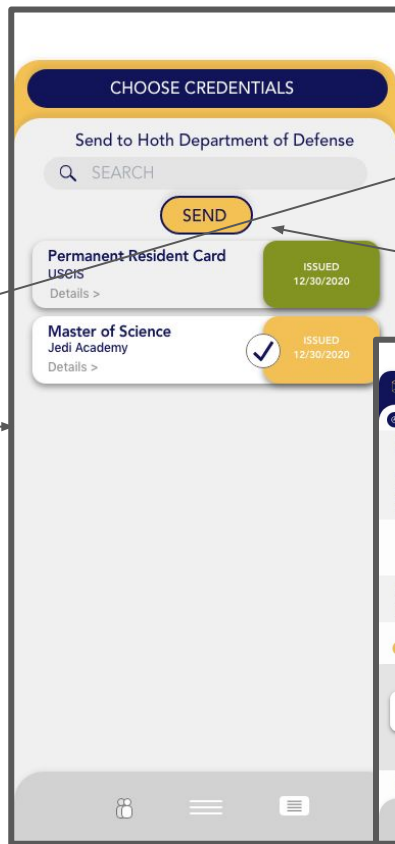 CHOOSE CREDENTIALS
Send to Hoth Department of Defense
SEARCH
SEND
Permanent Resident Card
USCIS
Details >
ISSUED
12/30/2020
Master of Science
Jedi Academy
Details >
ISSUED
12/30/2020